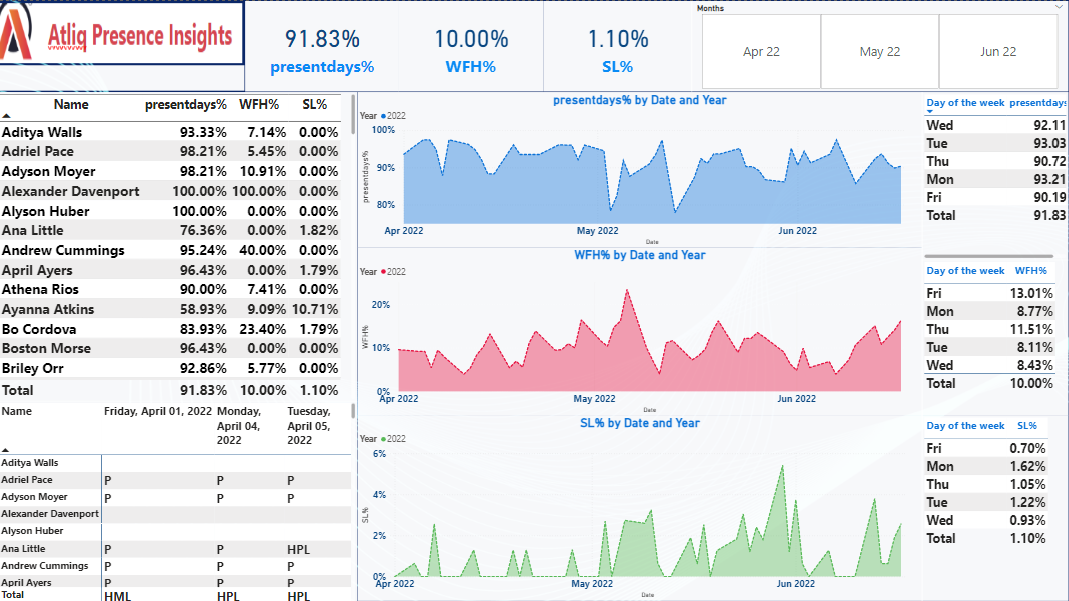 Atliq Presence Insights
91.83%
presentdays%
10.00%
WFH%
1.10%
SL%
Months
Apr 22
May 22
Jun 22
Name presentdays% WFH% SL%
Aditya Walls 93.33% 7.14% 0.00%
Adriel Pace 98.21% 5.45% 0.00%
Adyson Moyer 98.21% 10.91% 0.00%
Alexander Davenport 100.00% 100.00% 0.00%
Alyson Huber 100.00% 0.00% 0.00%
Ana Little 76.36% 0.00% 1.82%
Andrew Cummings 95.24% 40.00% 0.00%
April Ayers 96.43% 0.00% 1.79%
Athena Rios 90.00% 7.41% 0.00%
Ayanna Atkins 58.93% 9.09% 10.71%
Bo Cordova 83.93% 23.40% 1.79%
Boston Morse 96.43% 0.00% 0.00%
Briley Orr 92.86% 5.77% 0.00%
Total 91.83% 10.00% 1.10%
Name Friday, April 01, 2022 Monday, Tuesday,
April 04, April 05,
2022 2022
Aditya Walls
Adriel Pace P P P
Adyson Moyer P P P
Alexander Davenport
Alyson Huber
Ana Little P P HPL
Andrew Cummings P P P
April Ayers P P P
Total HML HPL HPL
presentdays% by Date and Year
Year 2022
100%
90%
80%
presentdays%
Apr 2022 May 2022 Jun 2022
Date
WFH% by Date and Year
Year 2022
20%
10%
0%
WFH%
Apr 2022 May 2022 Jun 2022
Date
SL% by Date and Year
Year 2022
6%
4%
2%
0%
SL%
Apr 2022 May 2022 Jun 2022
Date
Day of the week presentdays
Wed 92.11
Tue 93.03
Thu 90.72
Mon 93.21
Fri 90.19
Total 91.83
Day of the week WFH%
Fri 13.01%
Mon 8.77%
Thu 11.51%
Tue 8.11%
Wed 8.43%
Total 10.00%
Day of the week SL%
Fri 0.70%
Mon 1.62%
Thu 1.05%
Tue 1.22%
Wed 0.93%
Total 1.10%